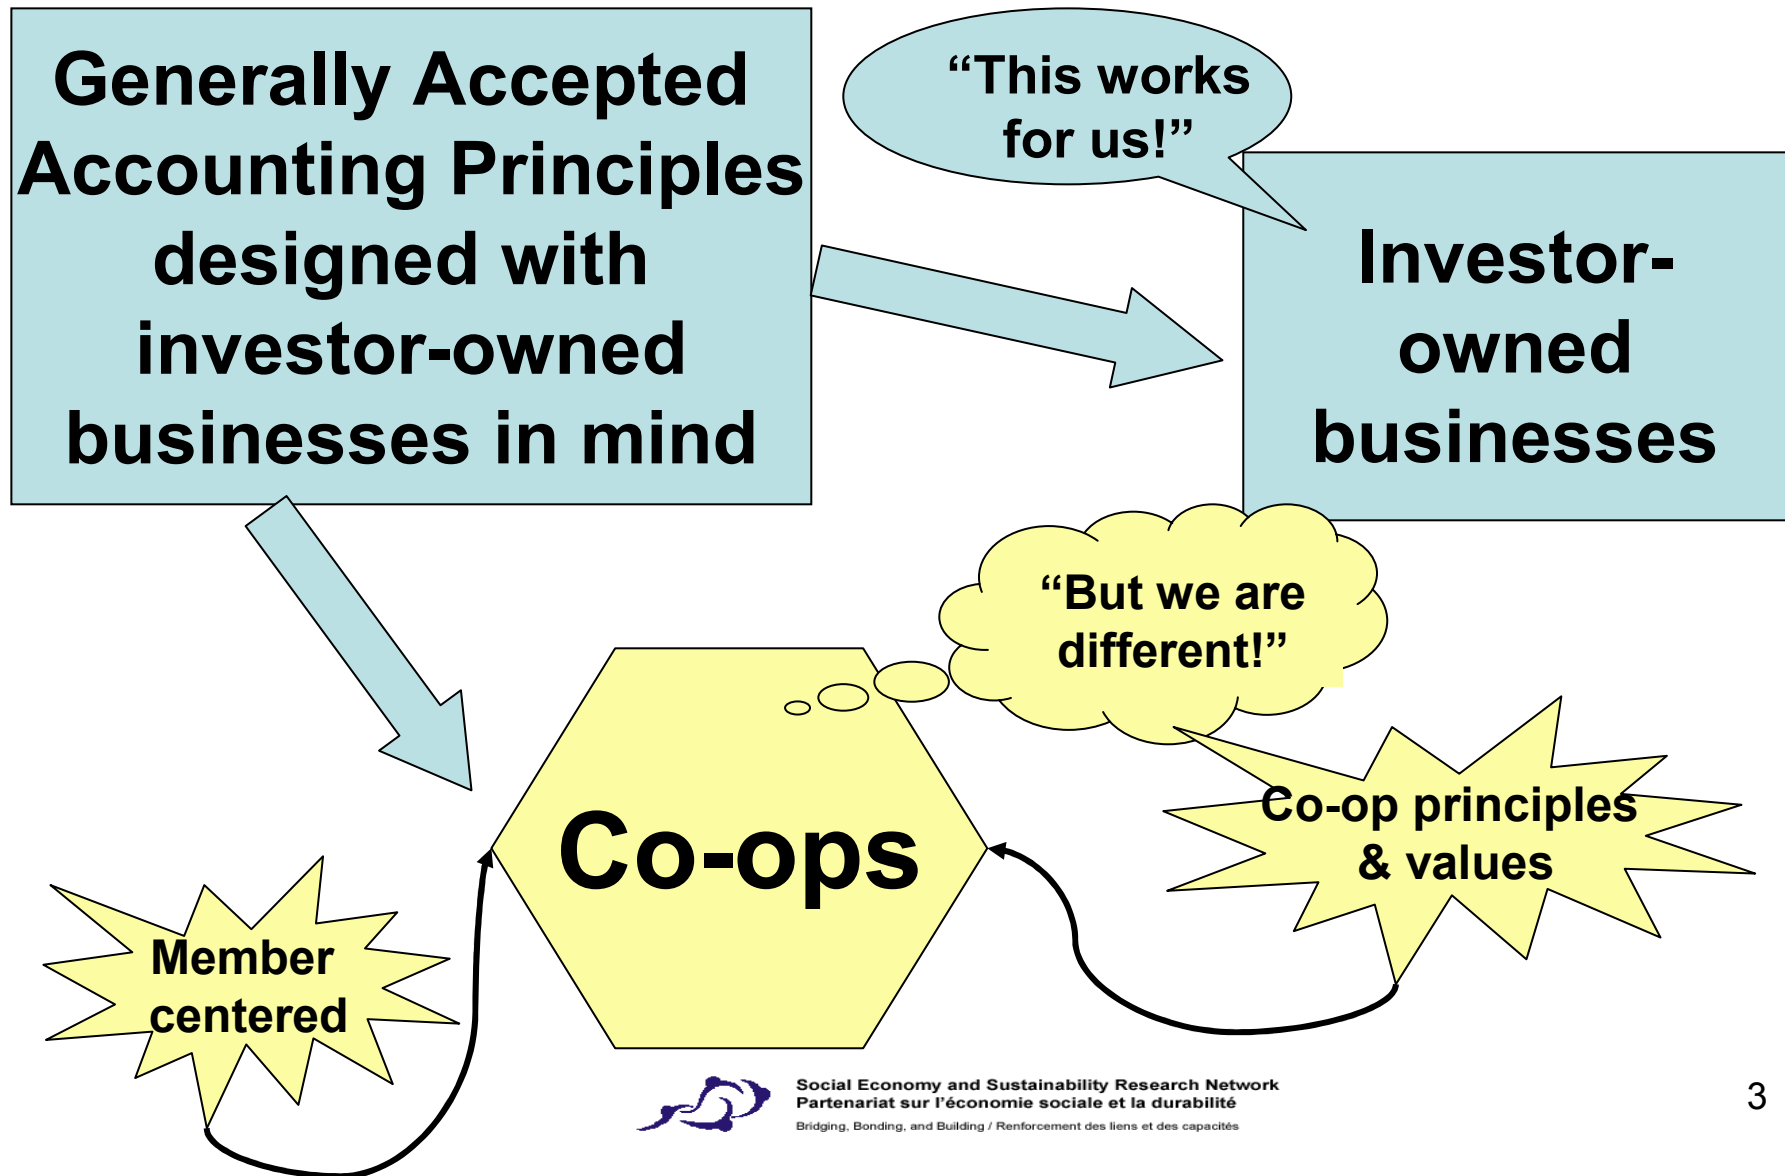 Generally Accepted
Accounting Principles
designed with
investor-owned
businesses in mind
“This works
for us!”
Investor-
owned
businesses
“But we are
different!”
Co-ops
Co-op principles
& values
Member
centered
Social Economy and Sustainability Research Network
Partenariat sur l’économie sociale et la durabilité
Bridging, Bonding, and Building / Renforcement des liens et des capacités
3